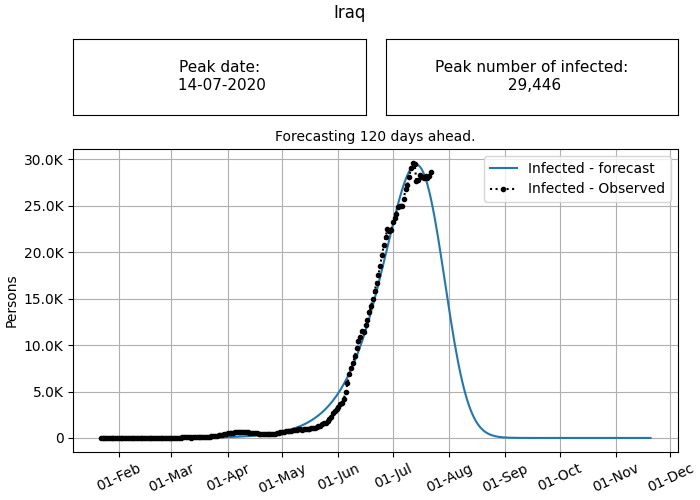 Iraq
Peak date:
14-07-2020
Peak number of infected:
29,446
Forecasting 120 days ahead.
Infected - forecast
Infected - Observed
Persons
30.0K
25.0K
20.0K
15.0K
10.0K
5.0K
0
01-Feb
01-Mar
01-Apr
01-May
01-Jun
01-Jul
01-Aug
01-Sep
01-Oct
01-Nov
01-Dec